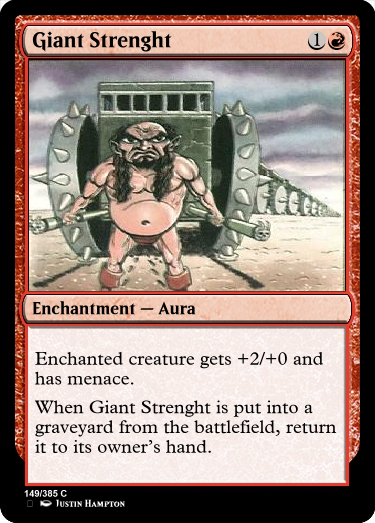 Giant Strenght
1
Enchantment — Aura
Enchanted creature gets +2/+0 and
has menace.
When Giant Strenght is put into a
graveyard from the battlefield, return
it to its owner's hand.
149/385 C
Justin Hampton